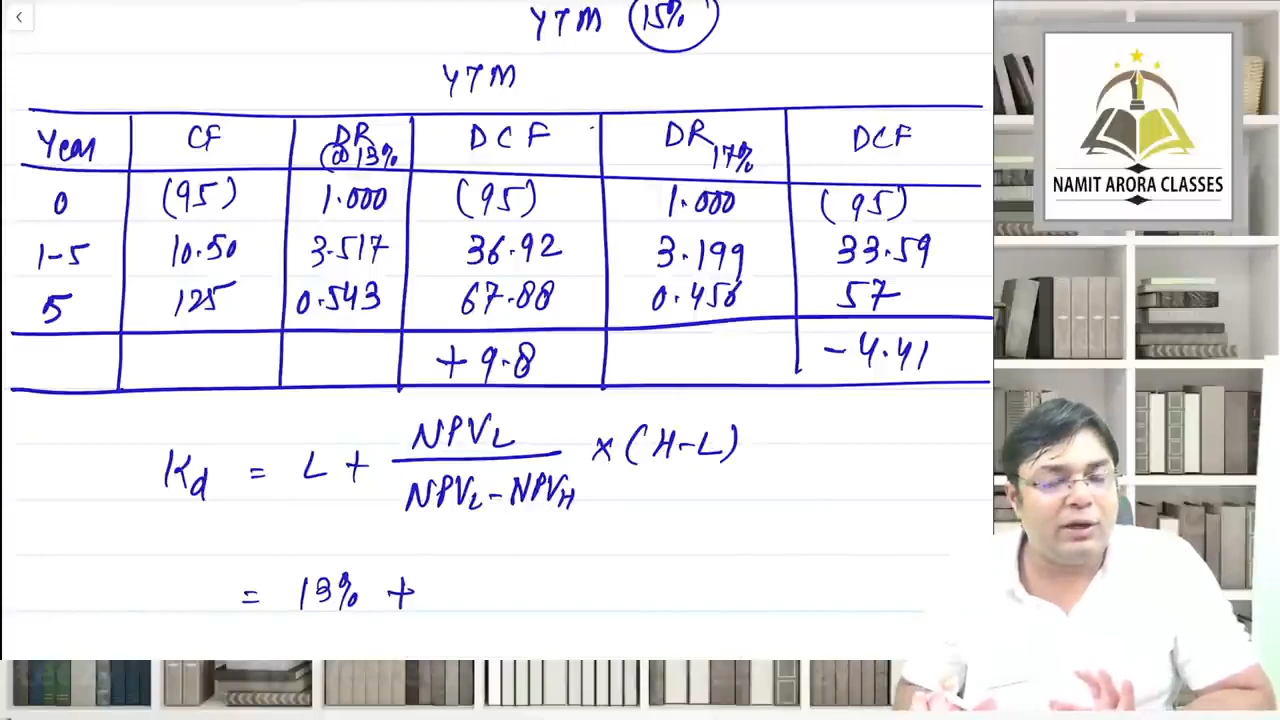 YTM 15%
YTM
Year CF DR @ 13% DCF DR 17% DCF
0 (95) 1.000 (95) 1.000 (95)
1-5 10.50 3.517 36.92 3.199 33.59
5 125 0.543 67.88 0.456 57
+9.8 -4.41
Kd = L + NPVL / NPVL - NPVH × (H-L)
= 13% +
NAMIT ARORA CLASSES